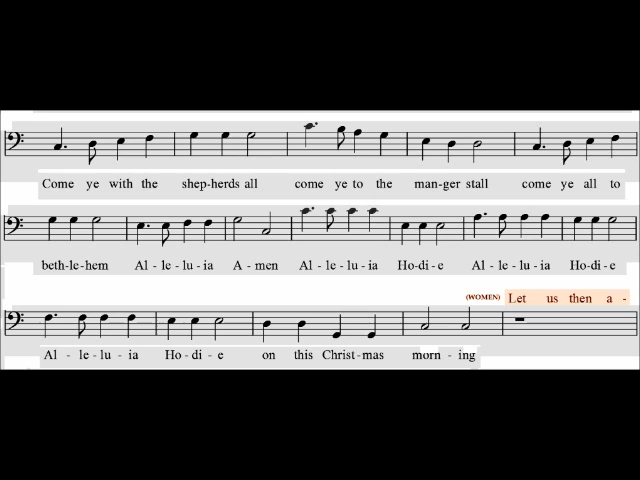 Come ye with the shep-herds all come ye to the man-ger stall come ye all to
beth-le-hem Al - le - lu - ia A - men Al - le - lu - ia Ho - di - e Al - le - lu - ia Ho-di - e
(WOMEN) Let us then a -
Al - le - lu - ia Ho - di - e on this Christ-mas morn - ing